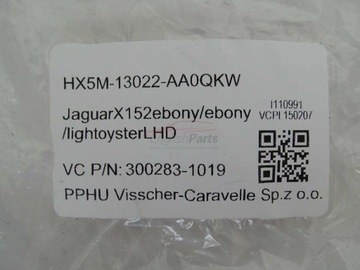 HX5M-13022-AA0QKW
I110991
VCPI 150207
JaguarX152ebony/ebony
/lightoysterLHD
VC P/N: 300283-1019
PPHU Visscher-Caravelle Sp.z o.o.